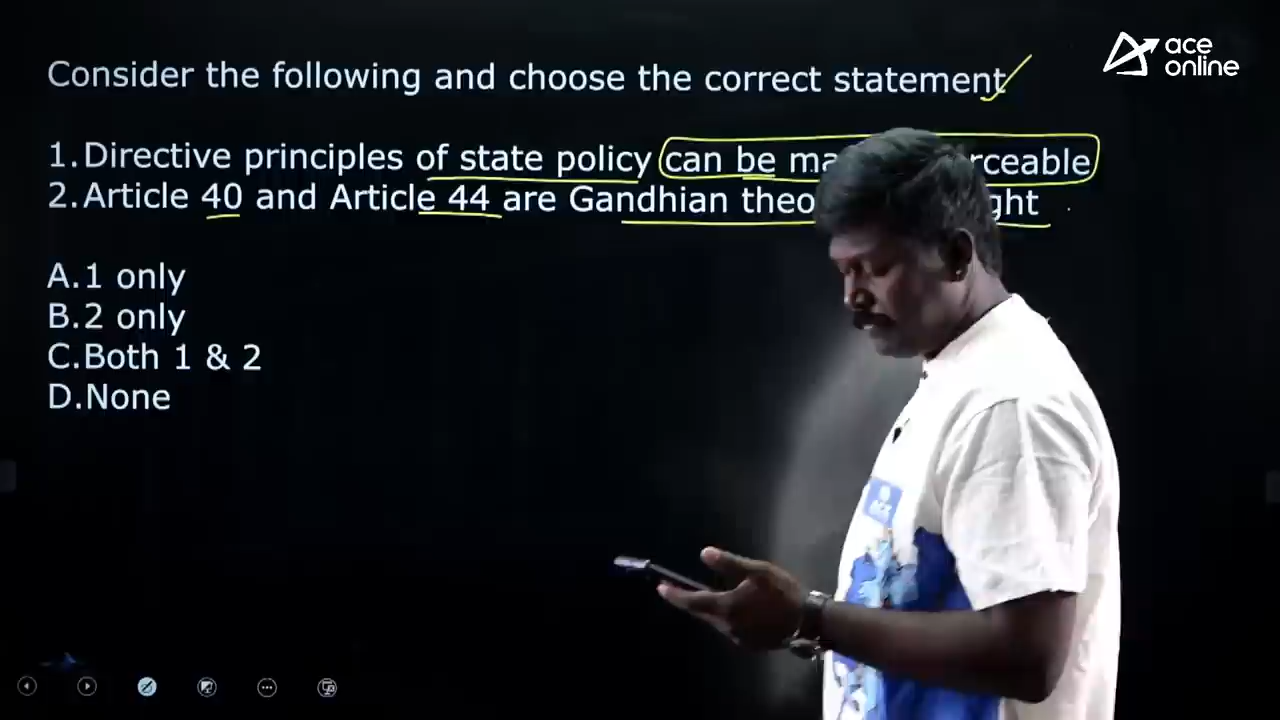 ace
online
Consider the following and choose the correct statement
1.Directive principles of state policy can be
2.Article 40 and Article 44 are Gandhian
A.1 only
B.2 only
C.Both 1 & 2
D.None